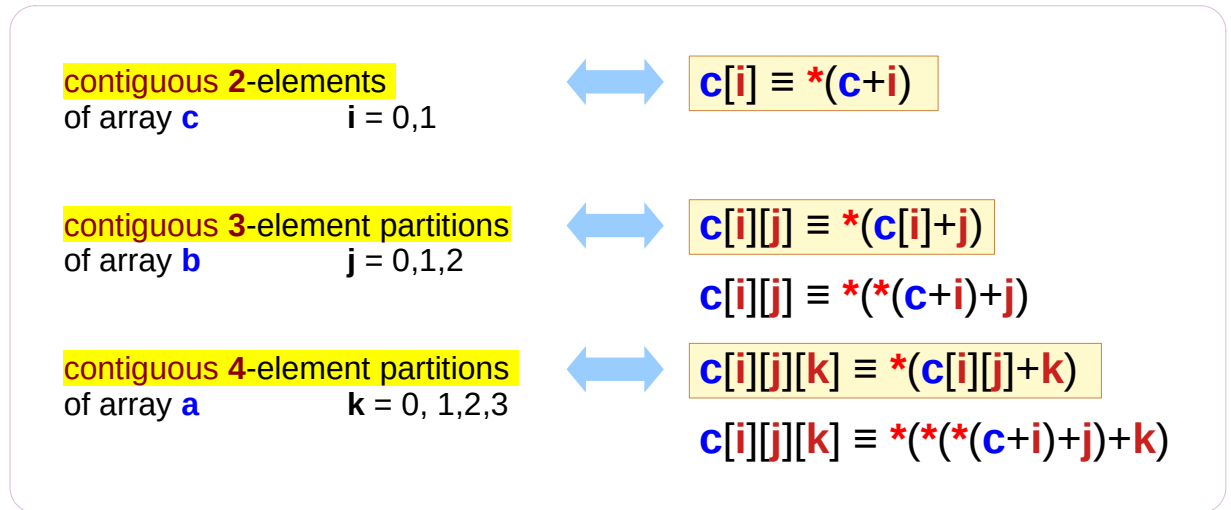 contiguous 2-elements
of array c i = 0,1
c[i] ≡ *(c+i)
contiguous 3-element partitions
of array b j = 0,1,2
c[i][j] ≡ *(c[i]+j)
c[i][j] ≡ *(*(c+i)+j)
contiguous 4-element partitions
of array a k = 0, 1,2,3
c[i][j][k] ≡ *(c[i][j]+k)
c[i][j][k] ≡ *(*(*(c+i)+j)+k)